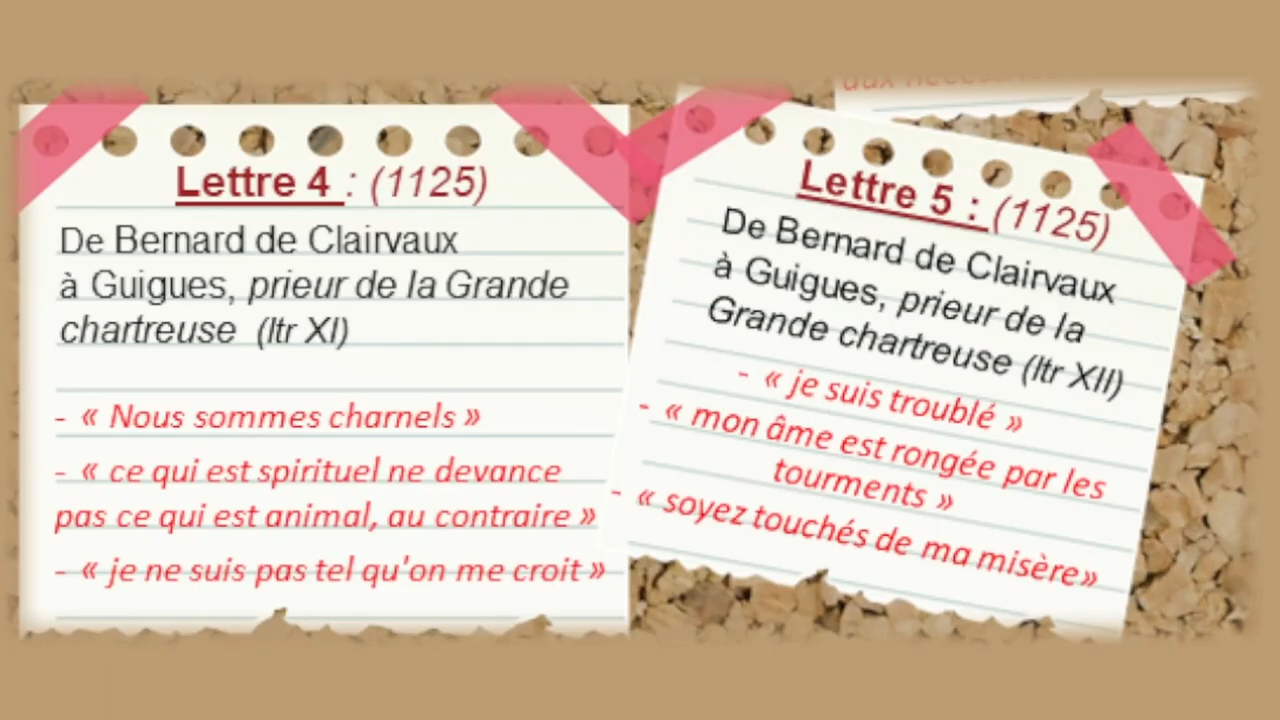 aux
Lettre 4 : (1125)
De Bernard de Clairvaux
à Guigues, prieur de la Grande
chartreuse (ltr XI)
- « Nous sommes charnels »
- « ce qui est spirituel ne devance
pas ce qui est animal, au contraire »
- « je ne suis pas tel qu'on me croit »
Lettre 5 : (1125)
De Bernard de Clairvaux
à Guigues, prieur de la
Grande chartreuse (ltr XII)
- « je suis troublé »
- « mon âme est rongée par les
tourments »
- « soyez touchés de ma misère»